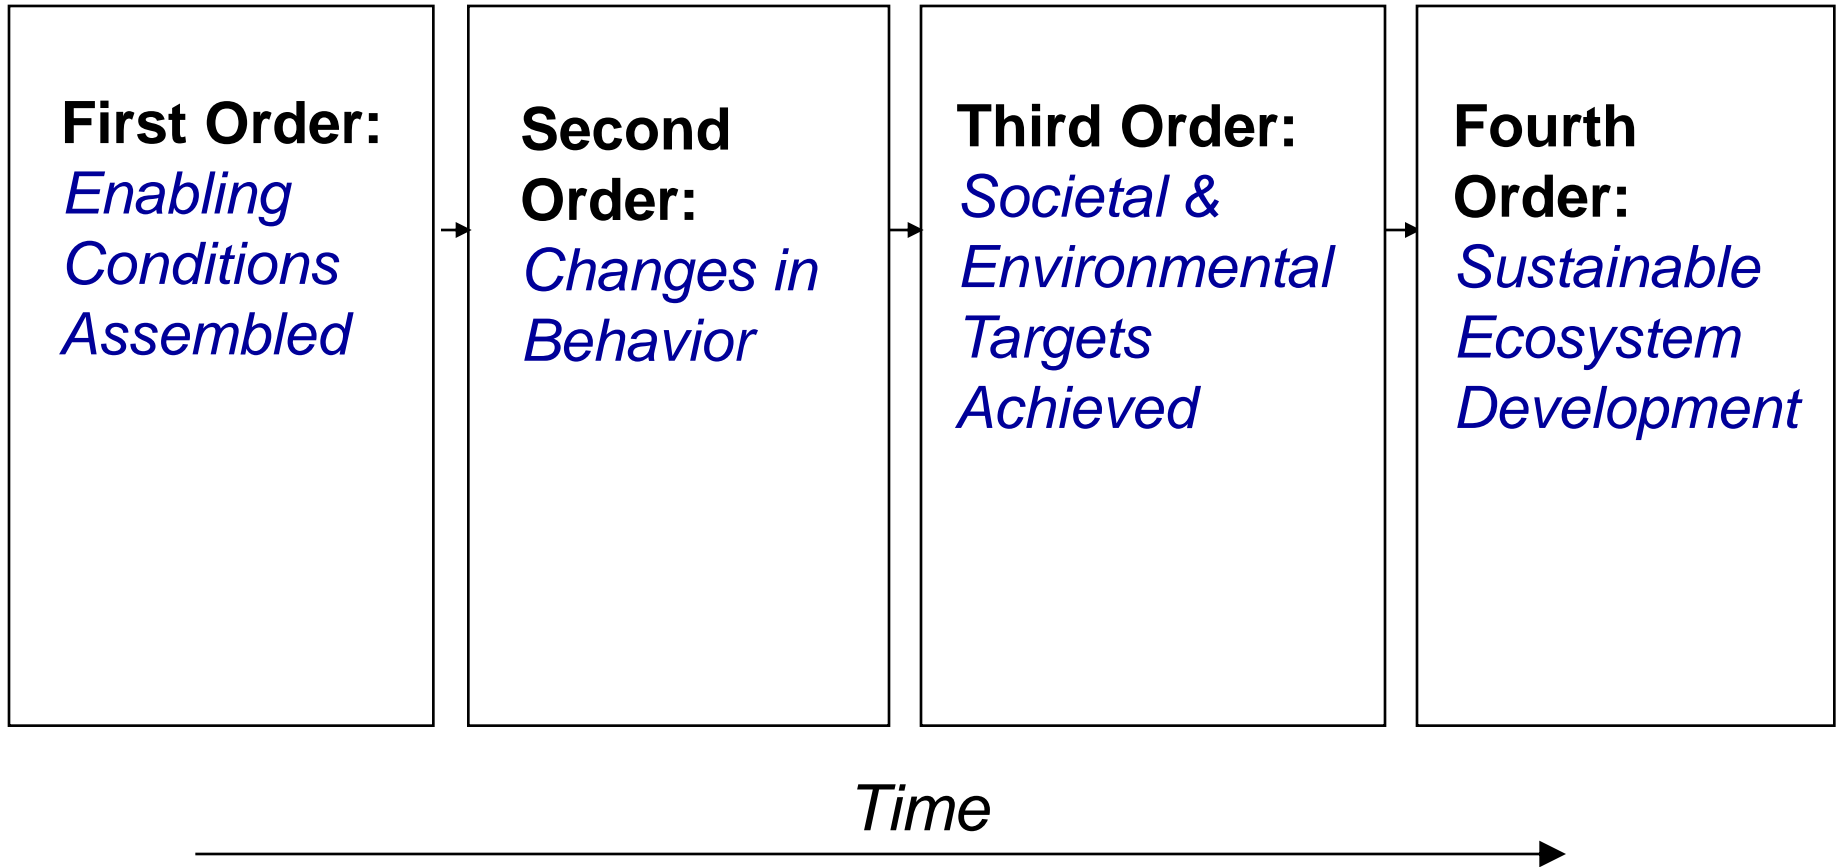 First Order:
Enabling
Conditions
Assembled
Second
Order:
Changes in
Behavior
Third Order:
Societal &
Environmental
Targets
Achieved
Fourth
Order:
Sustainable
Ecosystem
Development
Time